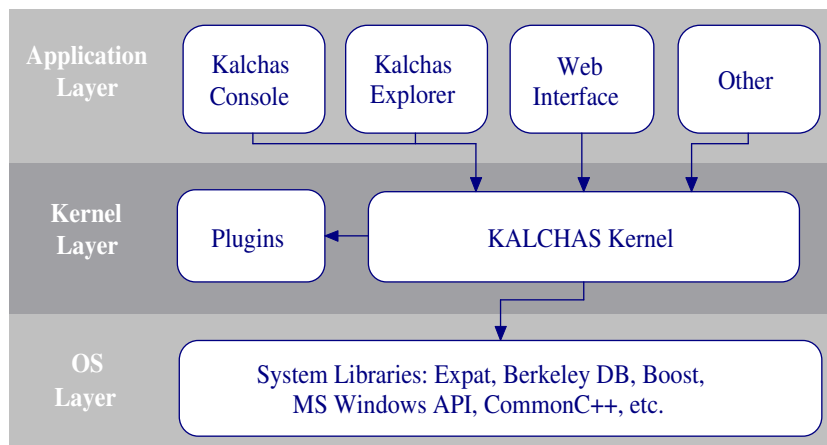 Application
Layer
Kalchas
Console
Kalchas
Explorer
Web
Interface
Other
Kernel
Layer
Plugins
KALCHAS Kernel
OS
Layer
System Libraries: Expat, Berkeley DB, Boost,
MS Windows API, CommonC++, etc.